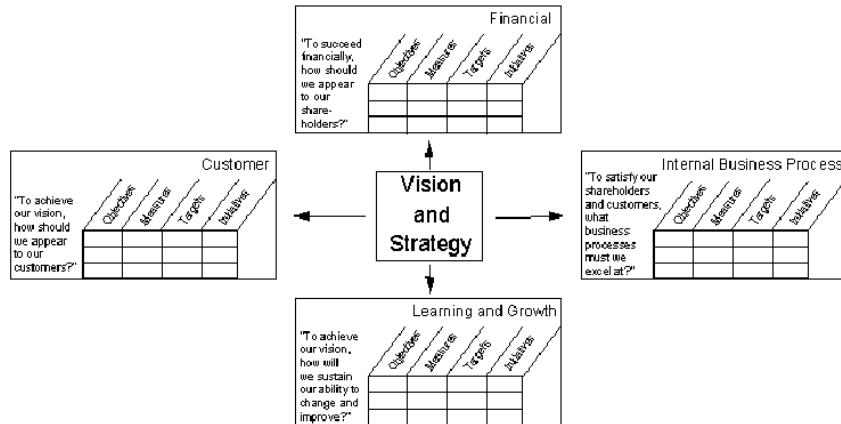 Financial
"To succeed
financially,
how should
we appear
to our
share-
holders?"
Objectives
Measures
Targets
Initiatives
Customer
"To achieve
our vision,
how should
we appear
to our
customers?"
Objectives
Measures
Targets
Initiatives
Vision
and
Strategy
Internal Business Process
"To satisfy our
shareholders
and customers,
what
business
processes
must we
excel at?"
Objectives
Measures
Targets
Initiatives
Learning and Growth
"To achieve
our vision,
how will
we sustain
our ability to
change and
improve?"
Objectives
Measures
Targets
Initiatives